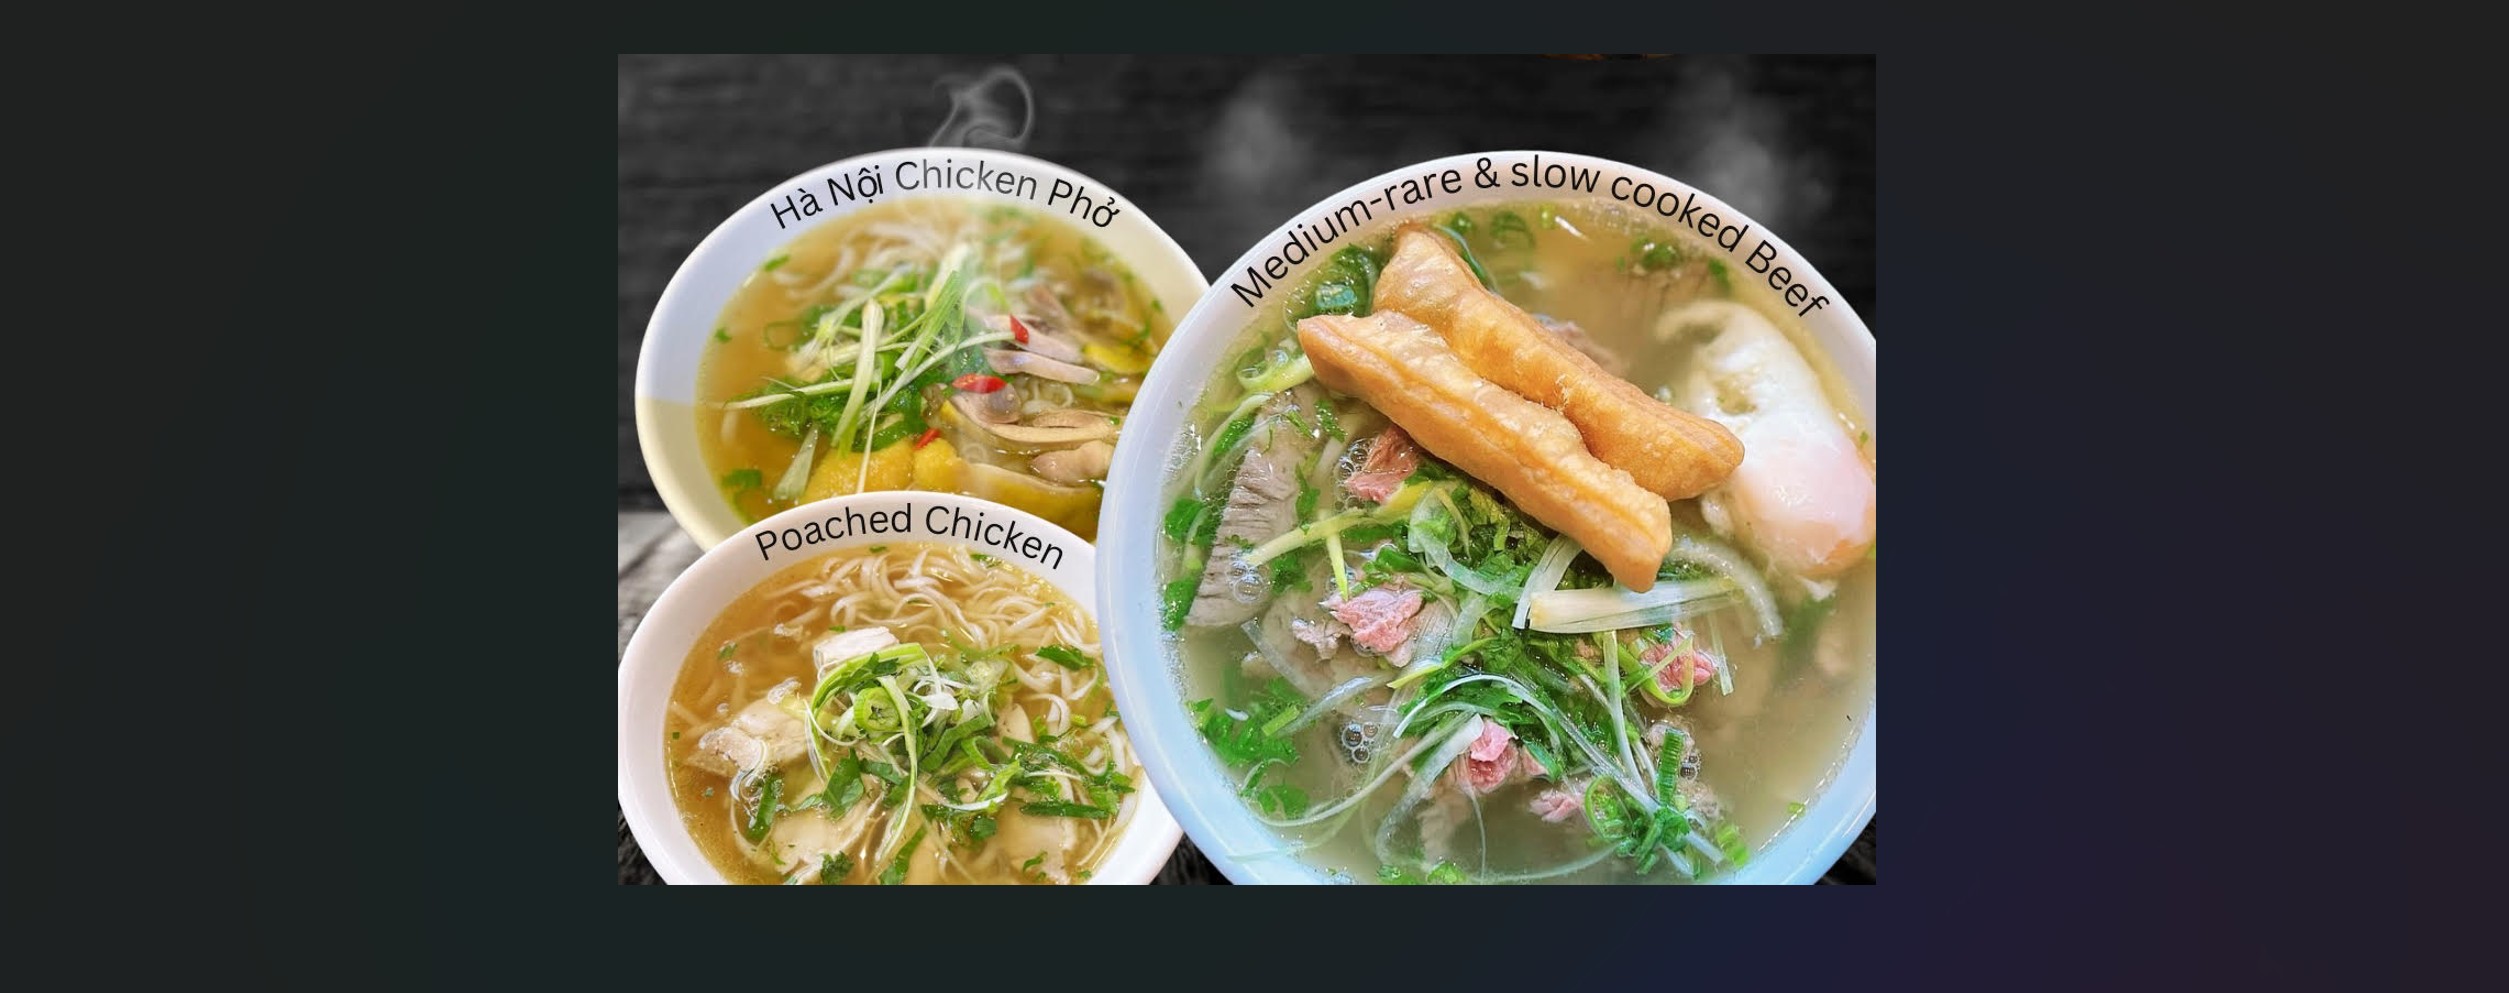 Hà Nội Chicken Phở
Medium-rare & slow cooked Beef
Poached Chicken